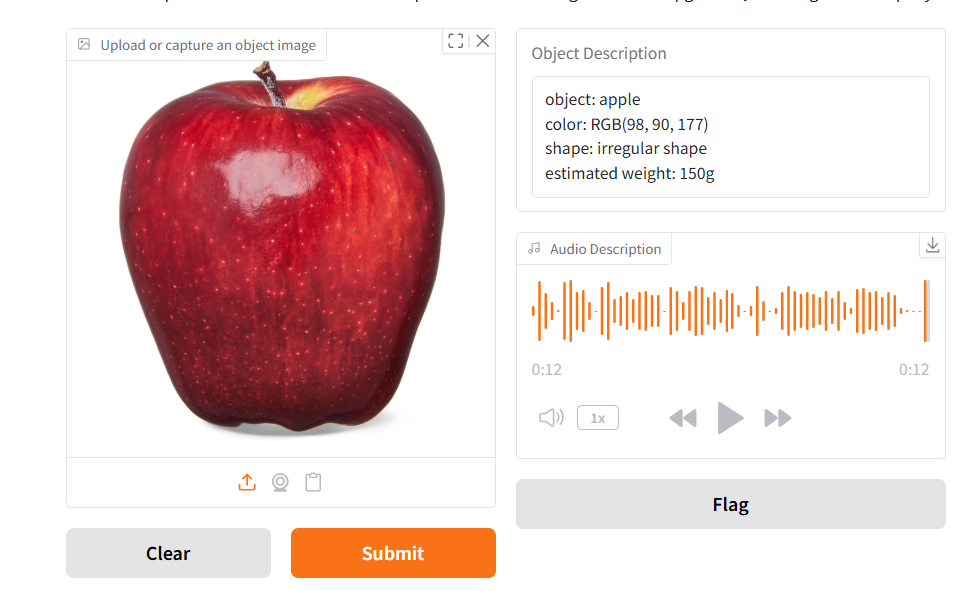 Upload or capture an object image
Object Description
object: apple
color: RGB(98, 90, 177)
shape: irregular shape
estimated weight: 150g
Audio Description
0:12
0:12
1x
Flag
Clear
Submit